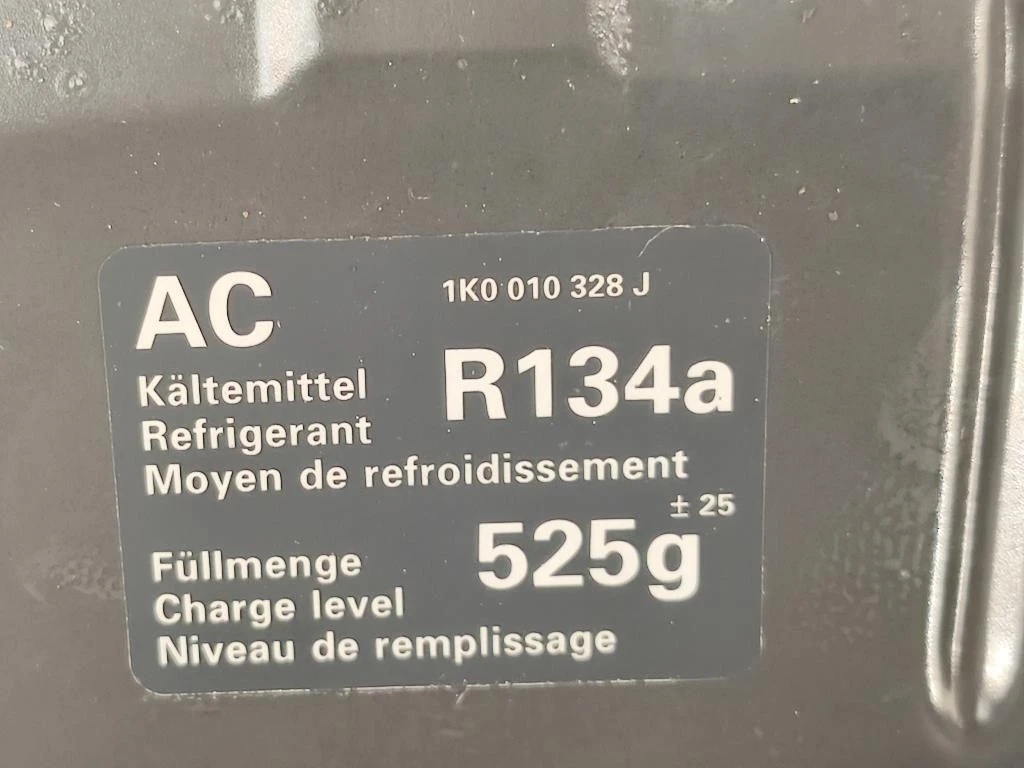 AC
1K0 010 328 J
Kältemittel
R134a
Refrigerant
Moyen de refroidissement
± 25
Füllmenge
525g
Charge level
Niveau de remplissage